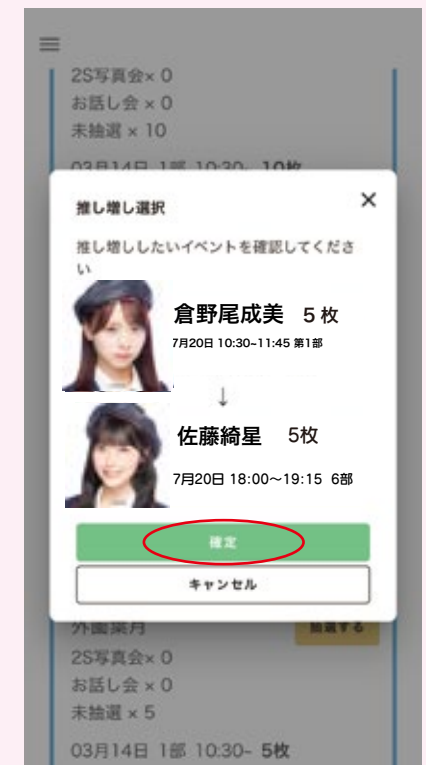 2S写真会× 0
お話し会 × 0
未抽選 × 10
03月14日 1部 10:30- 10枚
推し増し選択
×
推し増ししたいイベントを確認してくださ
い
倉野尾成美 5 枚
7月20日 10:30~11:45 第1部
↓
佐藤綺星 5枚
7月20日 18:00〜19:15 6部
確定
キャンセル
外園葉月
抽選する
2S写真会× 0
お話し会 × 0
未抽選 × 5
03月14日 1部 10:30- 5枚